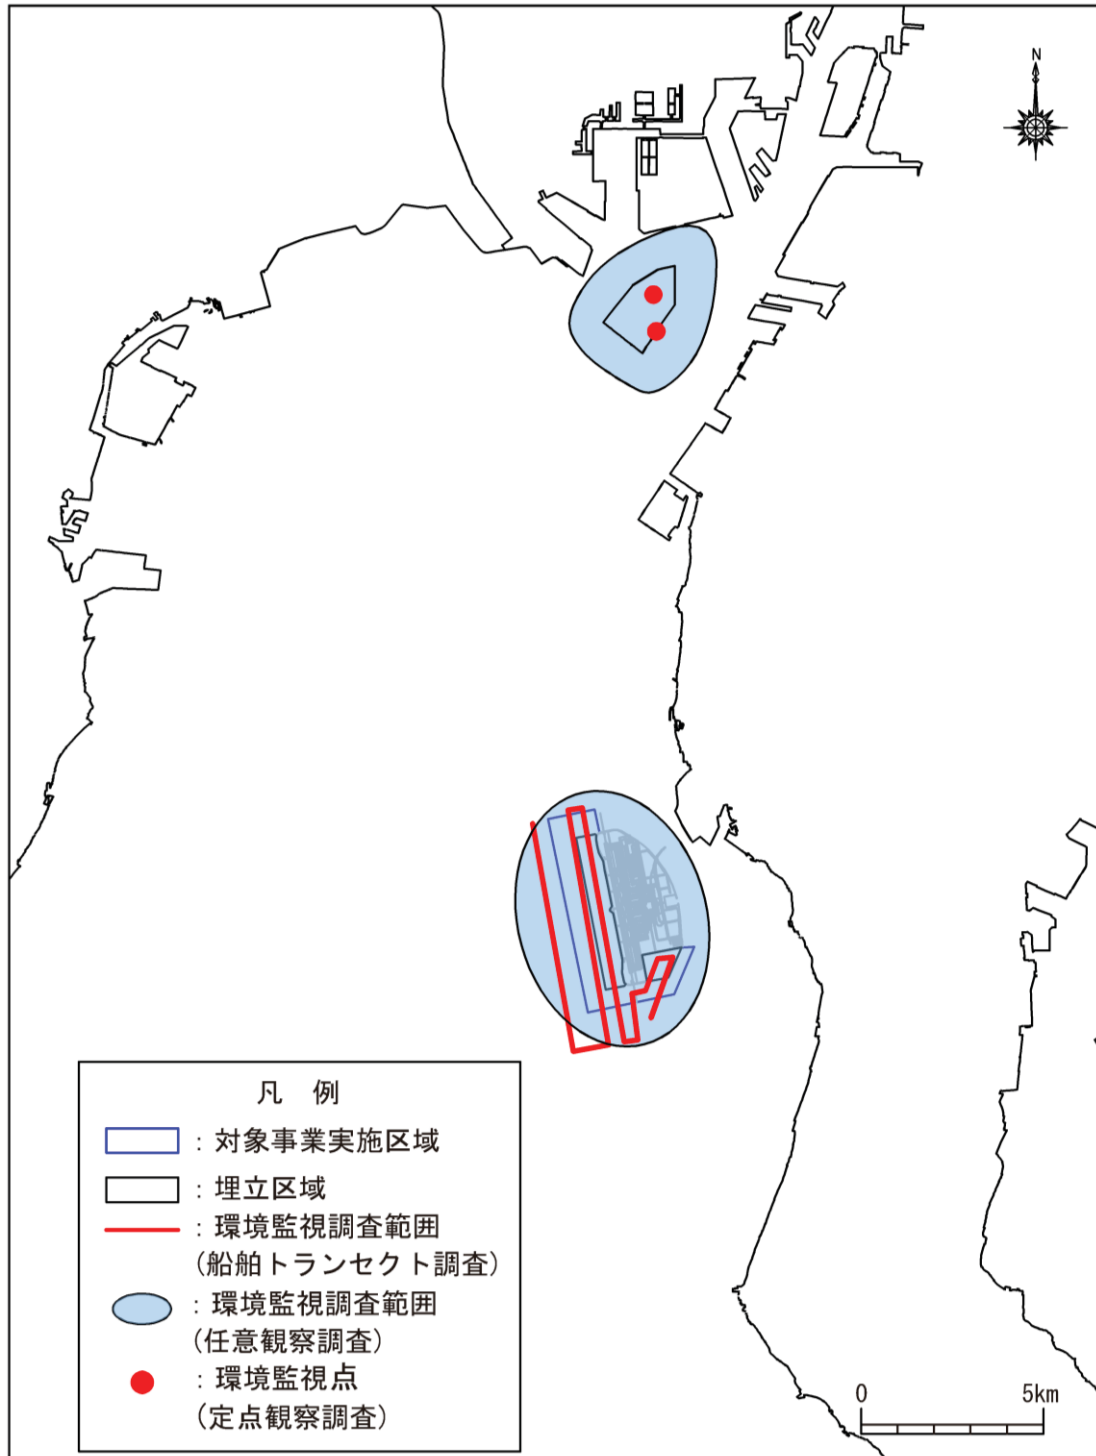 N
凡 例
: 対象事業実施区域
: 埋立区域
: 環境監視調査範囲
(船舶トランセクト調査)
: 環境監視調査範囲
(任意観察調査)
: 環境監視点
(定点観察調査)
0 5km